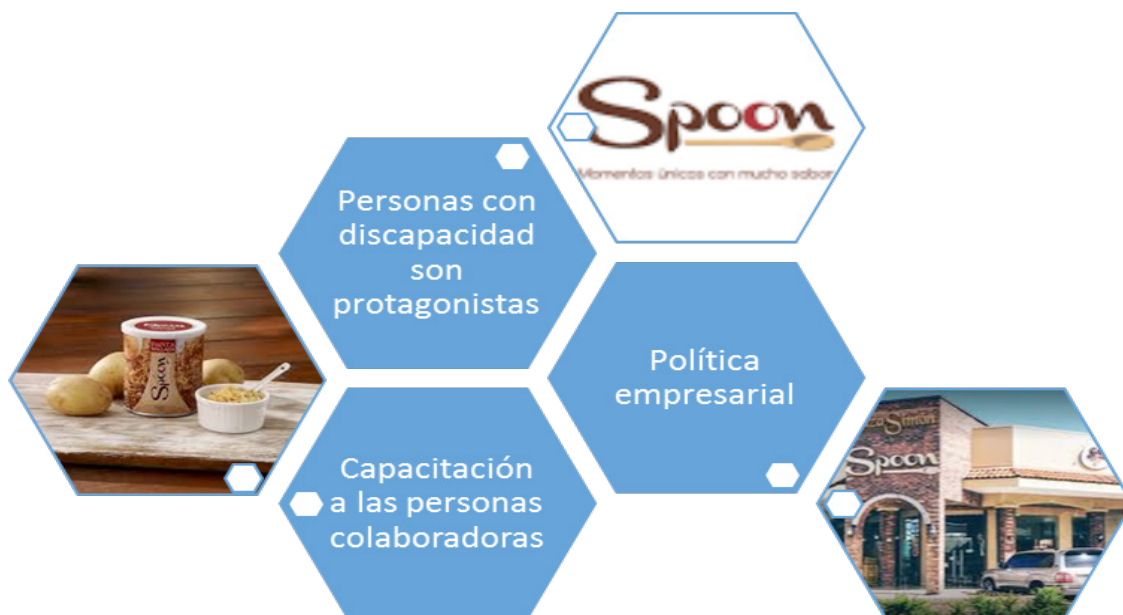 Spoon
Momentos únicos con mucho sabor
Personas con
discapacidad
son
protagonistas
Política
empresarial
Spoon
Capacitación
a las personas
colaboradoras
Spoon